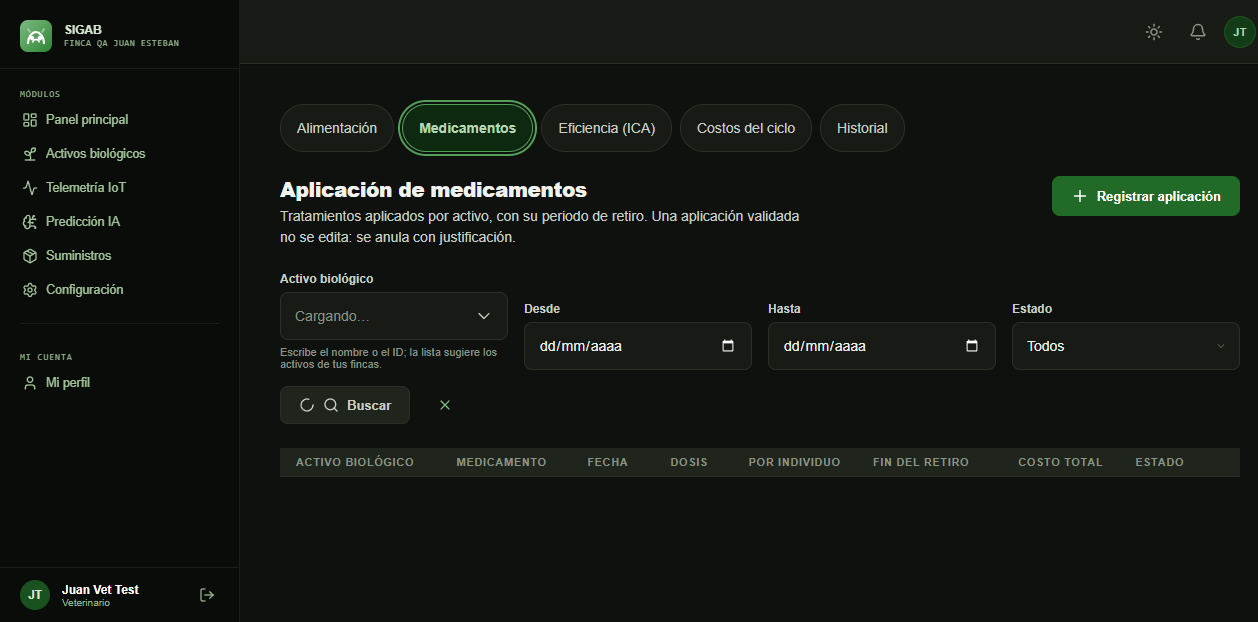 SIGAB
FINCA QA JUAN ESTEBAN
JT
MÓDULOS
Panel principal
Activos biológicos
Telemetría IoT
Predicción IA
Suministros
Configuración
MI CUENTA
Mi perfil
JT
Juan Vet Test
Veterinario
Alimentación
Medicamentos
Eficiencia (ICA)
Costos del ciclo
Historial
Aplicación de medicamentos
Tratamientos aplicados por activo, con su periodo de retiro. Una aplicación validada
no se edita: se anula con justificación.
Registrar aplicación
Activo biológico
Cargando…
Escribe el nombre o el ID; la lista sugiere los
activos de tus fincas.
Desde
dd/mm/aaaa
Hasta
dd/mm/aaaa
Estado
Todos
Buscar
ACTIVO BIOLÓGICO MEDICAMENTO FECHA DOSIS POR INDIVIDUO FIN DEL RETIRO COSTO TOTAL ESTADO